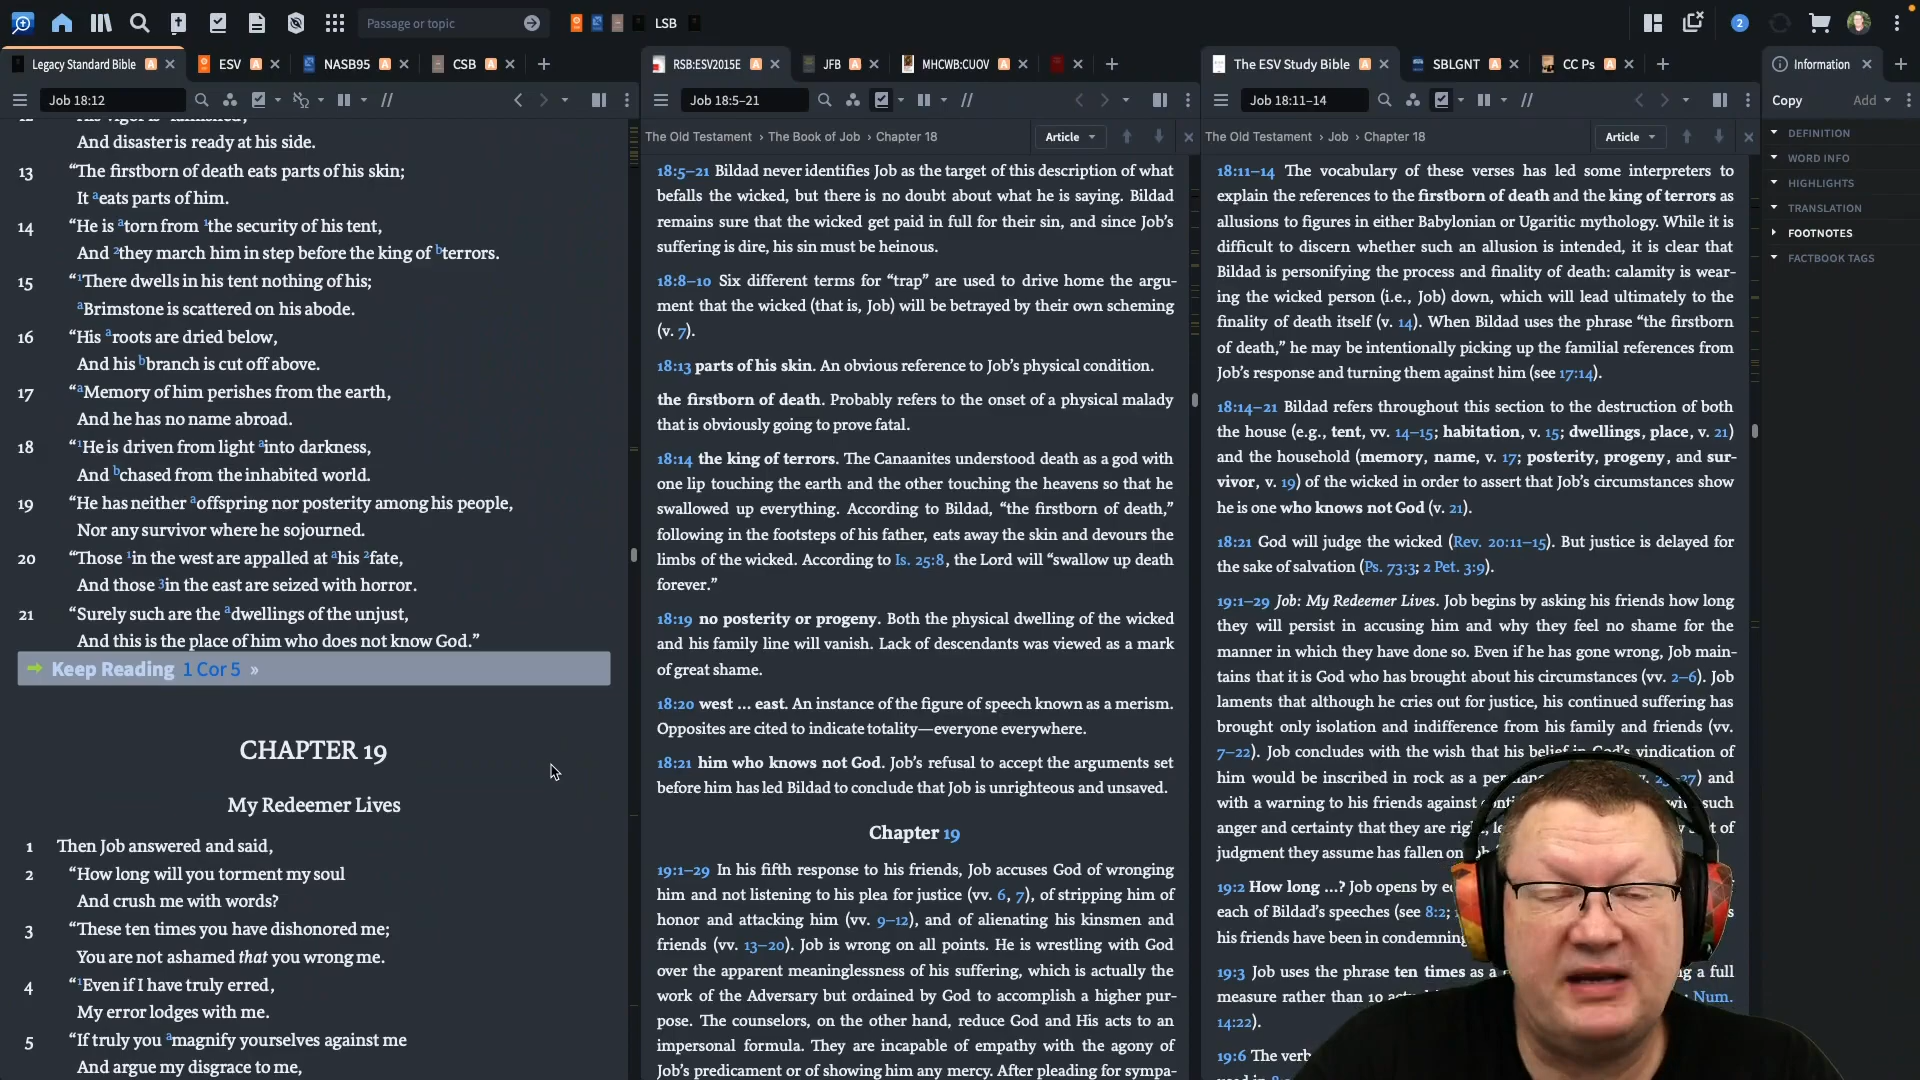 Passage or topic
LSB
2
Legacy Standard Bible A
ESV A
NASB95 A
CSB A
Job 18:12
And disaster is ready at his side.
13 “The firstborn of death eats parts of his skin;
It aeats parts of him.
14 “He is atorn from 1the security of his tent,
And 2they march him in step before the king of bterrors.
15 “1There dwells in his tent nothing of his;
aBrimstone is scattered on his abode.
16 “His aroots are dried below,
And his bbranch is cut off above.
17 “aMemory of him perishes from the earth,
And he has no name abroad.
18 “1He is driven from light ainto darkness,
And bchased from the inhabited world.
19 “He has neither aoffspring nor posterity among his people,
Nor any survivor where he sojourned.
20 “Those 1in the west are appalled at ahis 2fate,
And those 3in the east are seized with horror.
21 “Surely such are the adwellings of the unjust,
And this is the place of him who does not know God.”
Keep Reading 1 Cor 5 »
CHAPTER 19
My Redeemer Lives
1 Then Job answered and said,
2 “How long will you torment my soul
And crush me with words?
3 “These ten times you have dishonored me;
You are not ashamed that you wrong me.
4 “1Even if I have truly erred,
My error lodges with me.
5 “If truly you amagnify yourselves against me
And argue my disgrace to me,
RSB:ESV2015E A
JFB A
MHCWB:CUOV A
Job 18:5–21
The Old Testament › The Book of Job › Chapter 18
Article
18:5–21 Bildad never identifies Job as the target of this description of what
befalls the wicked, but there is no doubt about what he is saying. Bildad
remains sure that the wicked get paid in full for their sin, and since Job’s
suffering is dire, his sin must be heinous.
18:8–10 Six different terms for “trap” are used to drive home the argu-
ment that the wicked (that is, Job) will be betrayed by their own scheming
(v. 7).
18:13 parts of his skin. An obvious reference to Job’s physical condition.
the firstborn of death. Probably refers to the onset of a physical malady
that is obviously going to prove fatal.
18:14 the king of terrors. The Canaanites understood death as a god with
one lip touching the earth and the other touching the heavens so that he
swallowed up everything. According to Bildad, “the firstborn of death,”
following in the footsteps of his father, eats away the skin and devours the
limbs of the wicked. According to Is. 25:8, the Lord will “swallow up death
forever.”
18:19 no posterity or progeny. Both the physical dwelling of the wicked
and his family line will vanish. Lack of descendants was viewed as a mark
of great shame.
18:20 west ... east. An instance of the figure of speech known as a merism.
Opposites are cited to indicate totality—everyone everywhere.
18:21 him who knows not God. Job’s refusal to accept the arguments set
before him has led Bildad to conclude that Job is unrighteous and unsaved.
Chapter 19
19:1–29 In his fifth response to his friends, Job accuses God of wronging
him and not listening to his plea for justice (vv. 6, 7), of stripping him of
honor and attacking him (vv. 9–12), and of alienating his kinsmen and
friends (vv. 13–20). Job is wrong on all points. He is wrestling with God
over the apparent meaninglessness of his suffering, which is actually the
work of the Adversary but ordained by God to accomplish a higher pur-
pose. The counselors, on the other hand, reduce God and His acts to an
impersonal formula. They are incapable of empathy with the agony of
Job’s predicament or of showing him any mercy. After pleading for sympa-
The ESV Study Bible A
SBLGNT A
CC Ps A
Job 18:11–14
The Old Testament › Job › Chapter 18
Article
18:11–14 The vocabulary of these verses has led some interpreters to
explain the references to the firstborn of death and the king of terrors as
allusions to figures in either Babylonian or Ugaritic mythology. While it is
difficult to discern whether such an allusion is intended, it is clear that
Bildad is personifying the process and finality of death: calamity is wear-
ing the wicked person (i.e., Job) down, which will lead ultimately to the
finality of death itself (v. 14). When Bildad uses the phrase “the firstborn
of death,” he may be intentionally picking up the familial references from
Job’s response and turning them against him (see 17:14).
18:14–21 Bildad refers throughout this section to the destruction of both
the house (e.g., tent, vv. 14–15; habitation, v. 15; dwellings, place, v. 21)
and the household (memory, name, v. 17; posterity, progeny, and sur-
vivor, v. 19) of the wicked in order to assert that Job’s circumstances show
he is one who knows not God (v. 21).
18:21 God will judge the wicked (Rev. 20:11–15). But justice is delayed for
the sake of salvation (Ps. 73:3; 2 Pet. 3:9).
19:1–29 Job: My Redeemer Lives. Job begins by asking his friends how long
they will persist in accusing him and why they feel no shame for the
manner in which they have done so. Even if he has gone wrong, Job main-
tains that it is God who has brought about his circumstances (vv. 2–6). Job
laments that although he cries out for justice, his continued suffering has
brought only isolation and indifference from his family and friends (vv.
7–22). Job concludes with the wish that his belief in God’s vindication of
him would be inscribed in rock as a 27) and
with a warning to his friends against such
anger and certainty that they are of
judgment they assume has fallen on
19:2 How long ...? Job opens by
each of Bildad’s speeches (see 8:2;
his friends have been in
19:3 Job uses the phrase ten times as a a full
measure rather than 10 Num.
14:22).
19:6 The verb
Information
Copy
Add
DEFINITION
WORD INFO
HIGHLIGHTS
TRANSLATION
FOOTNOTES
FACTBOOK TAGS